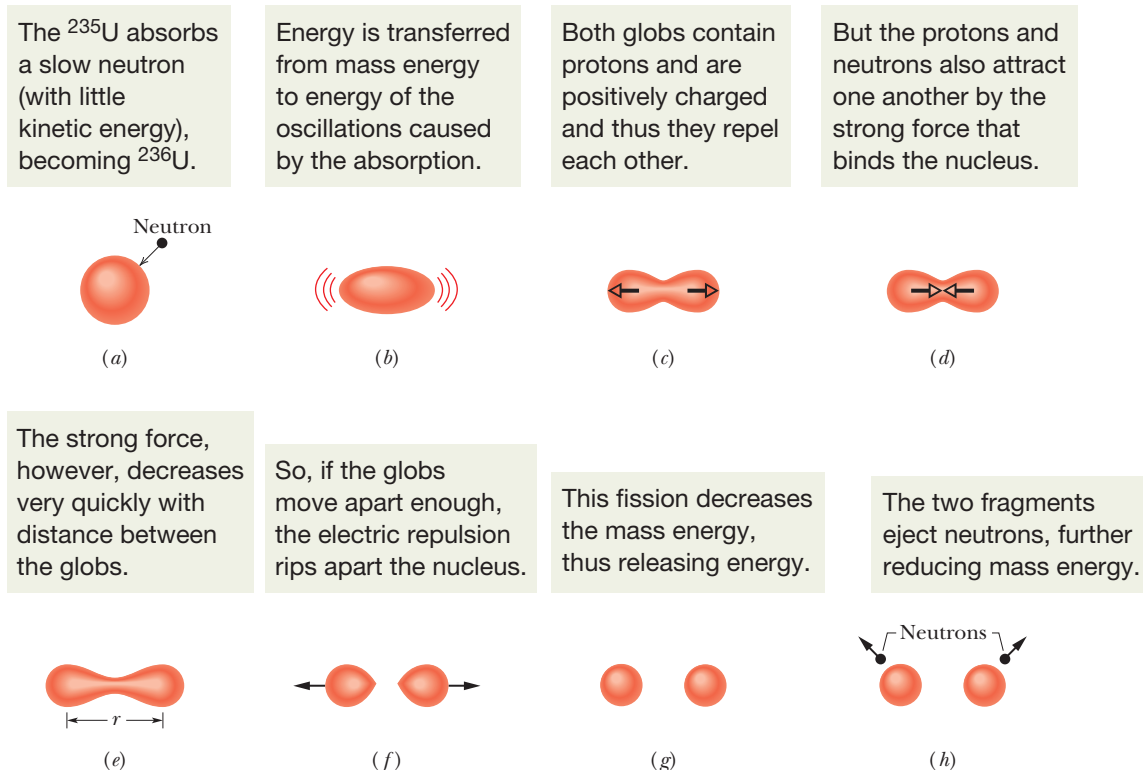 The ²³⁵U absorbs
a slow neutron
(with little
kinetic energy),
becoming ²³⁶U.
Energy is transferred
from mass energy
to energy of the
oscillations caused
by the absorption.
Both globs contain
protons and are
positively charged
and thus they repel
each other.
But the protons and
neutrons also attract
one another by the
strong force that
binds the nucleus.
Neutron
(a)
(b)
(c)
(d)
The strong force,
however, decreases
very quickly with
distance between
the globs.
So, if the globs
move apart enough,
the electric repulsion
rips apart the nucleus.
This fission decreases
the mass energy,
thus releasing energy.
The two fragments
eject neutrons, further
reducing mass energy.
r
Neutrons
(e)
(f)
(g)
(h)